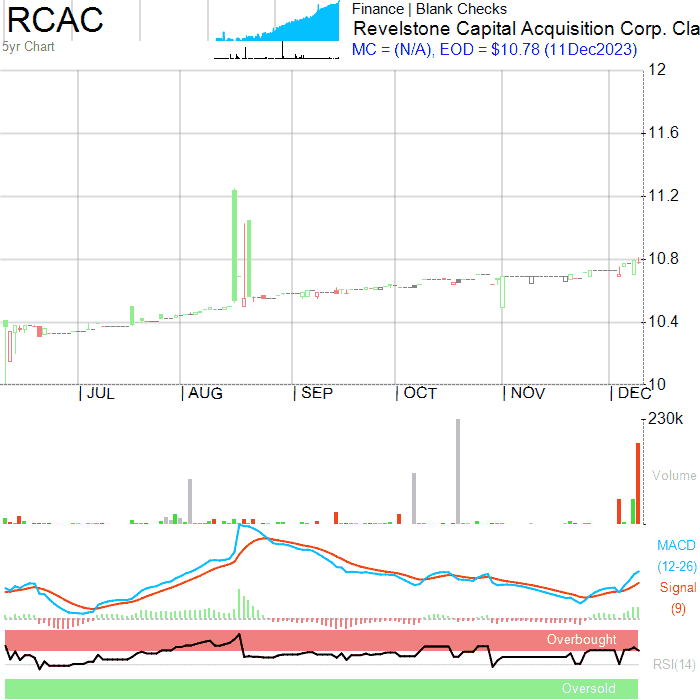 RCAC
5yr Chart
Finance | Blank Checks
Revelstone Capital Acquisition Corp. Cla
MC = (N/A), EOD = $10.78 (11Dec2023)
12
11.6
11.2
10.8
10.4
10
| JUL | AUG | SEP | OCT | NOV | DEC
230k
Volume
MACD
(12-26)
Signal
(9)
Overbought
RSI(14)
Oversold